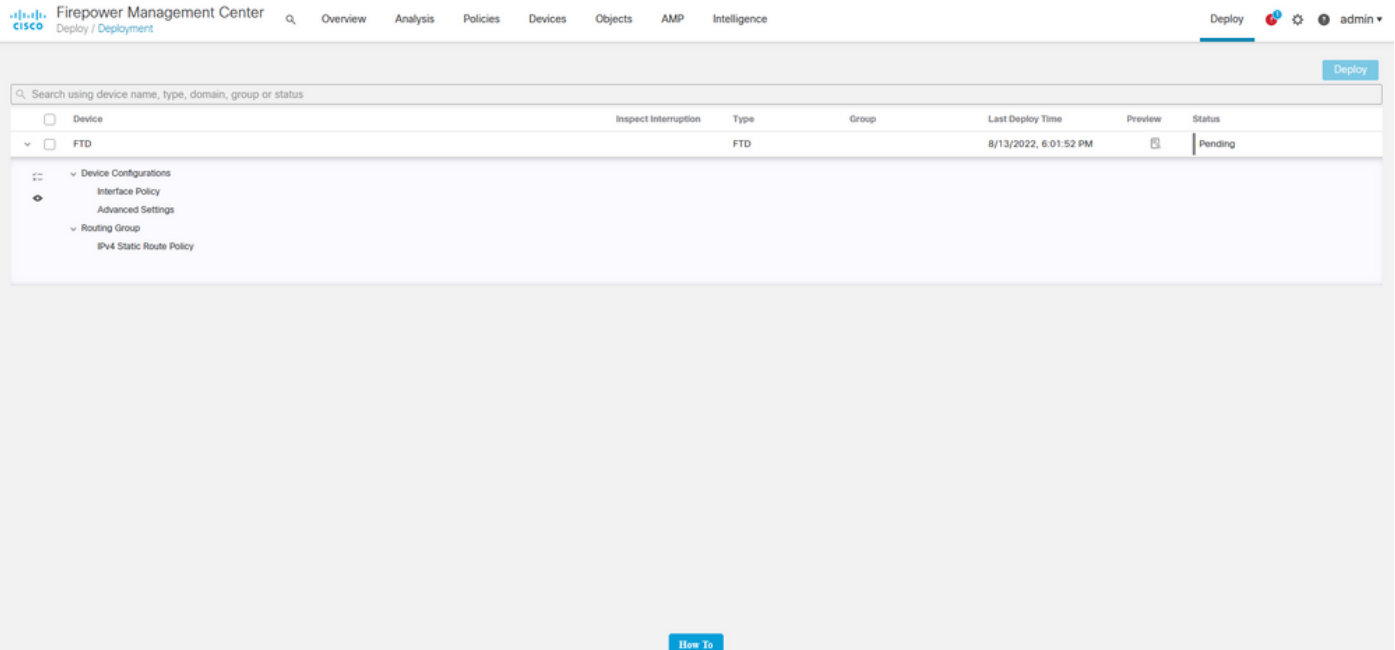 CISCO Firepower Management Center Overview Analysis Policies Devices Objects AMP Intelligence Deploy 1 admin
Deploy / Deployment
Deploy
Search using device name, type, domain, group or status
Device Inspect Interruption Type Group Last Deploy Time Preview Status
FTD FTD 8/13/2022, 6:01:52 PM Pending
Device Configurations
Interface Policy
Advanced Settings
Routing Group
IPv4 Static Route Policy
How To